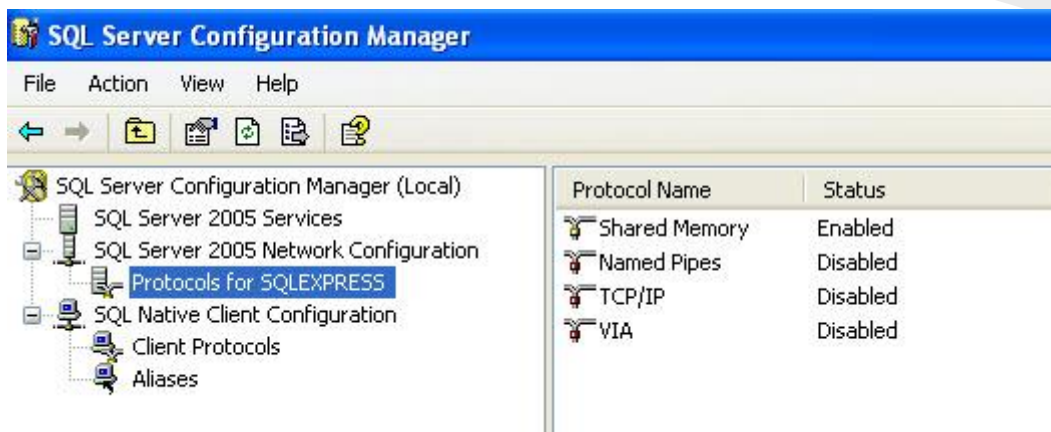 SQL Server Configuration Manager
File Action View Help
SQL Server Configuration Manager (Local)
SQL Server 2005 Services
SQL Server 2005 Network Configuration
Protocols for SQLEXPRESS
SQL Native Client Configuration
Client Protocols
Aliases
Protocol Name Status
Shared Memory Enabled
Named Pipes Disabled
TCP/IP Disabled
VIA Disabled